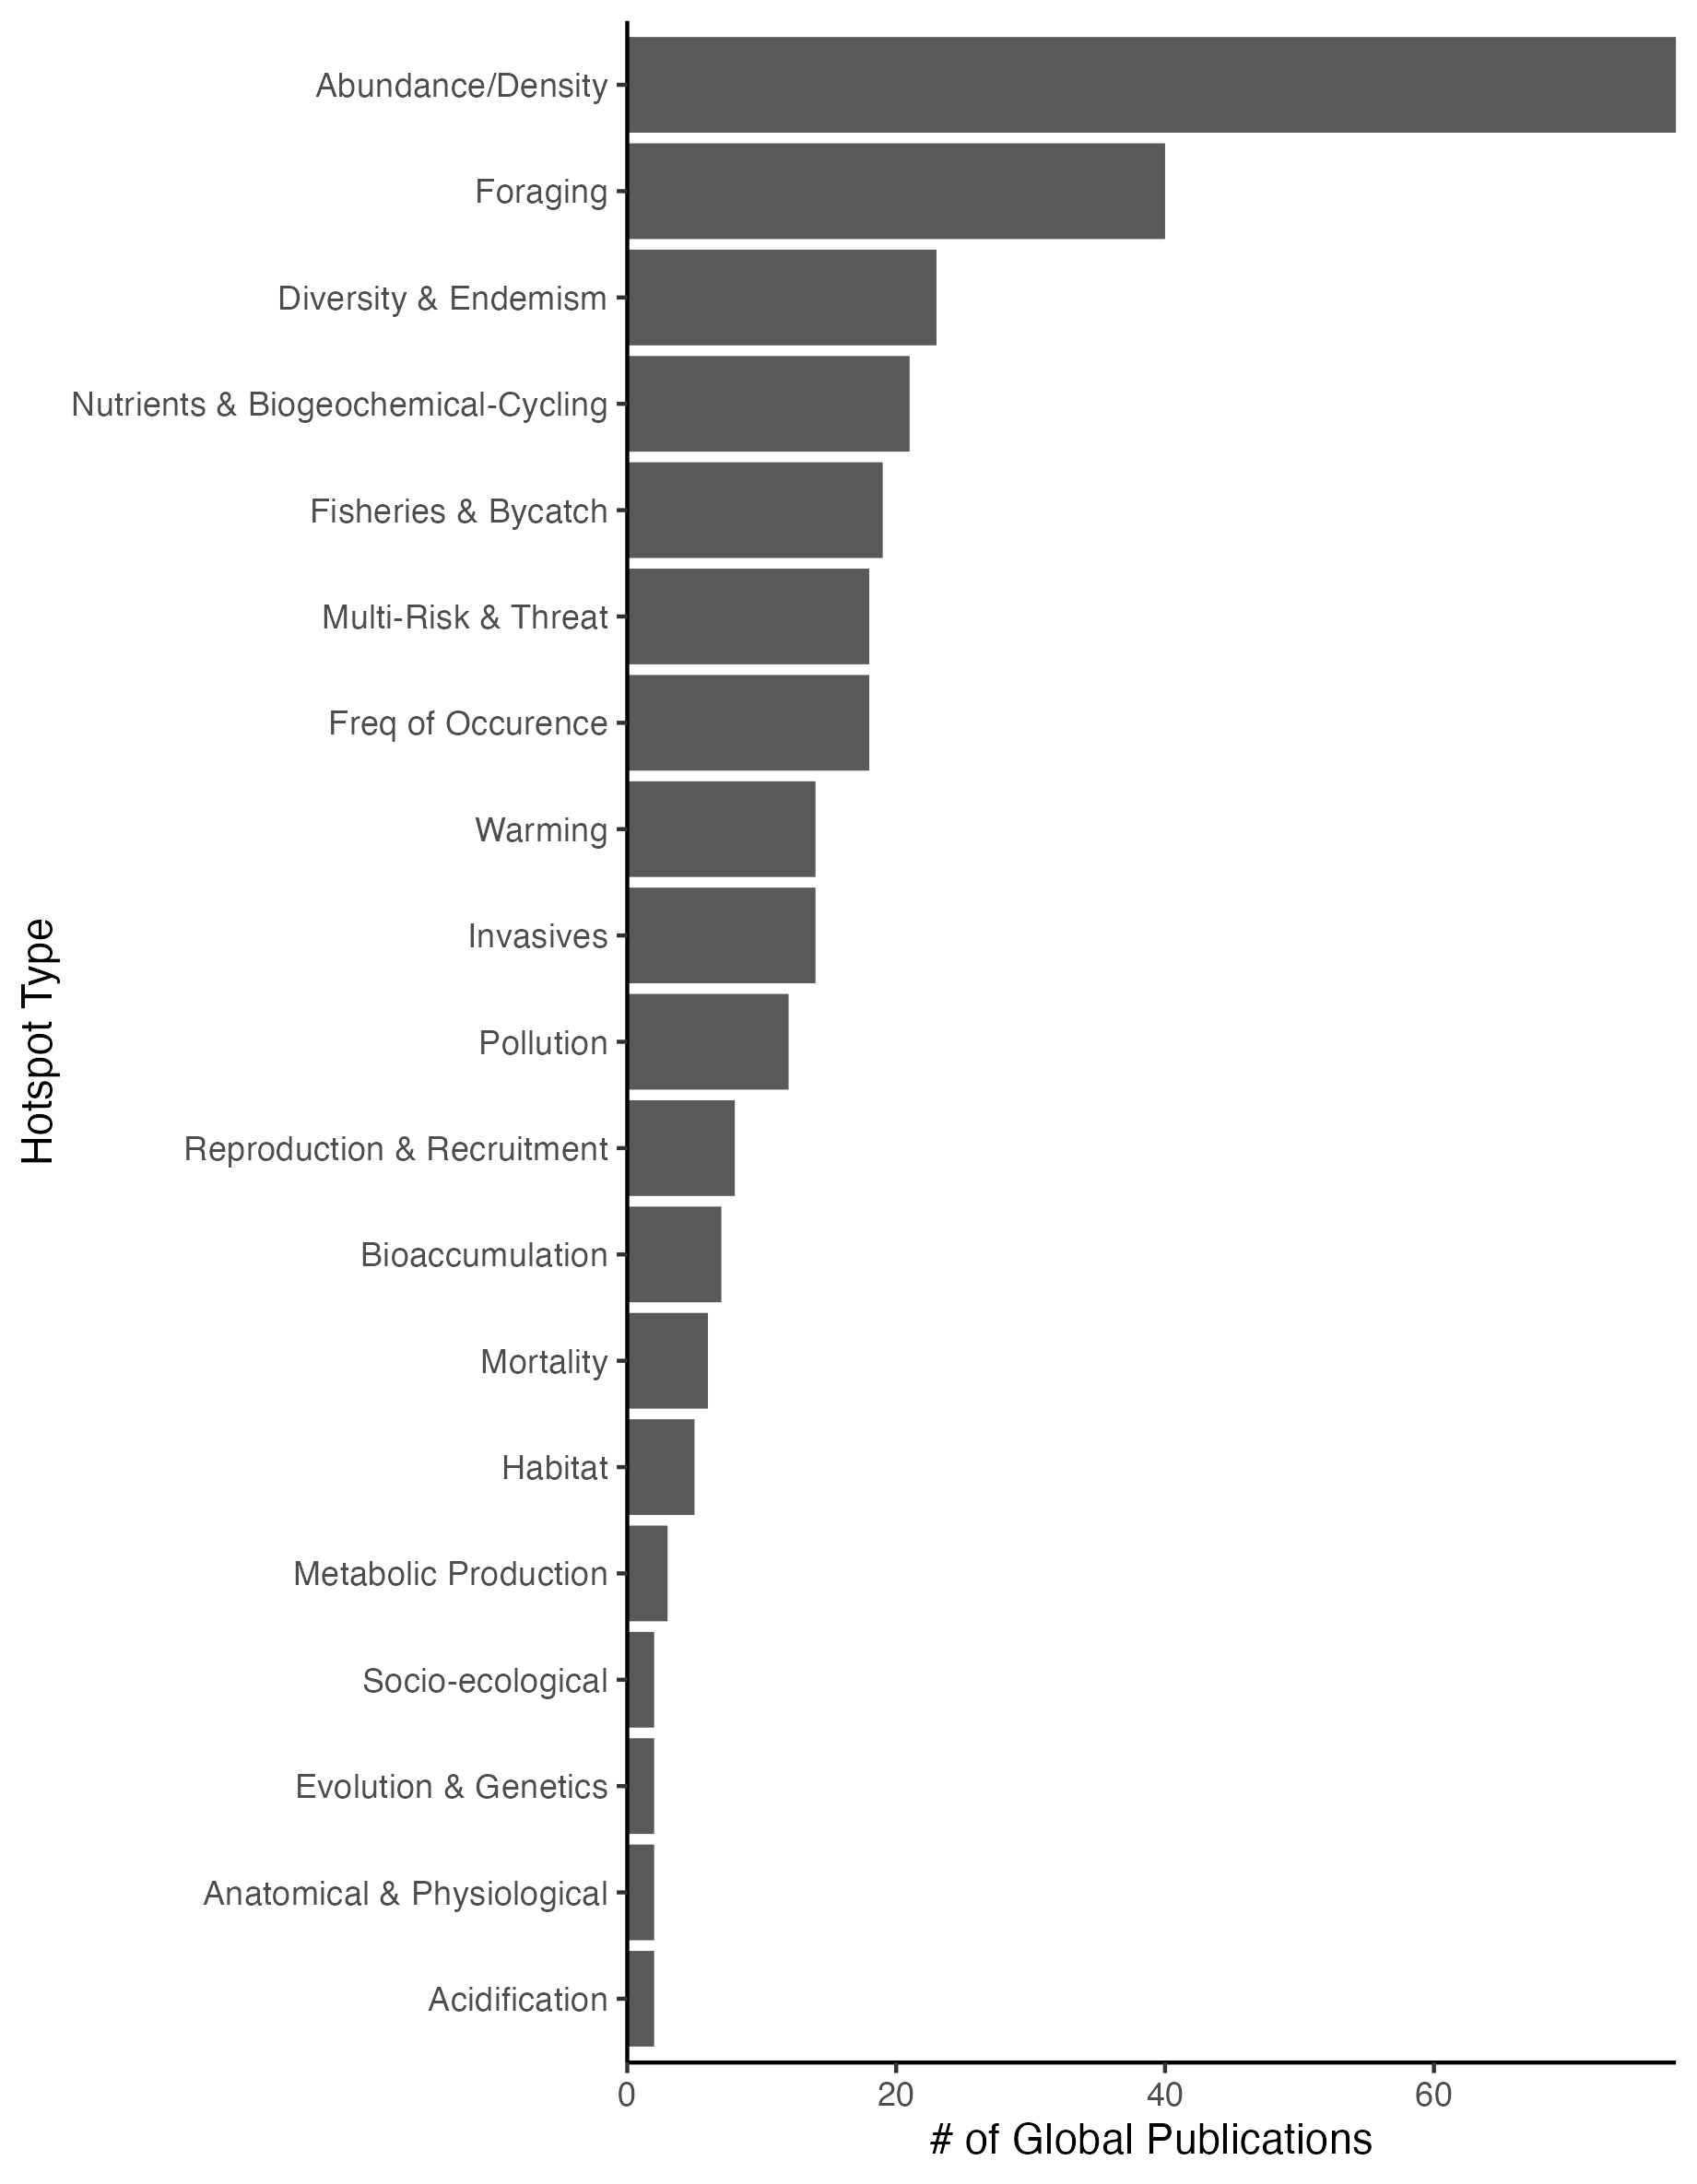 Abundance/Density
Foraging
Diversity & Endemism
Nutrients & Biogeochemical-Cycling
Fisheries & Bycatch
Multi-Risk & Threat
Freq of Occurence
Warming
Invasives
Pollution
Reproduction & Recruitment
Bioaccumulation
Mortality
Habitat
Metabolic Production
Socio-ecological
Evolution & Genetics
Anatomical & Physiological
Acidification
Hotspot Type
0 20 40 60
# of Global Publications